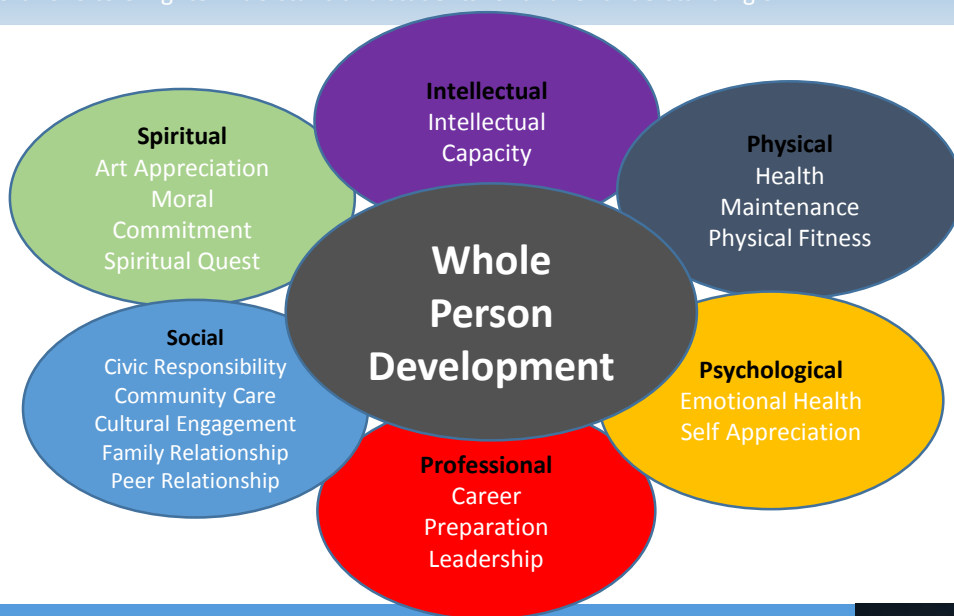 Intellectual
Intellectual
Capacity
Spiritual
Art Appreciation
Moral
Commitment
Spiritual Quest
Physical
Health
Maintenance
Physical Fitness
Whole
Person
Development
Social
Civic Responsibility
Community Care
Cultural Engagement
Family Relationship
Peer Relationship
Psychological
Emotional Health
Self Appreciation
Professional
Career
Preparation
Leadership